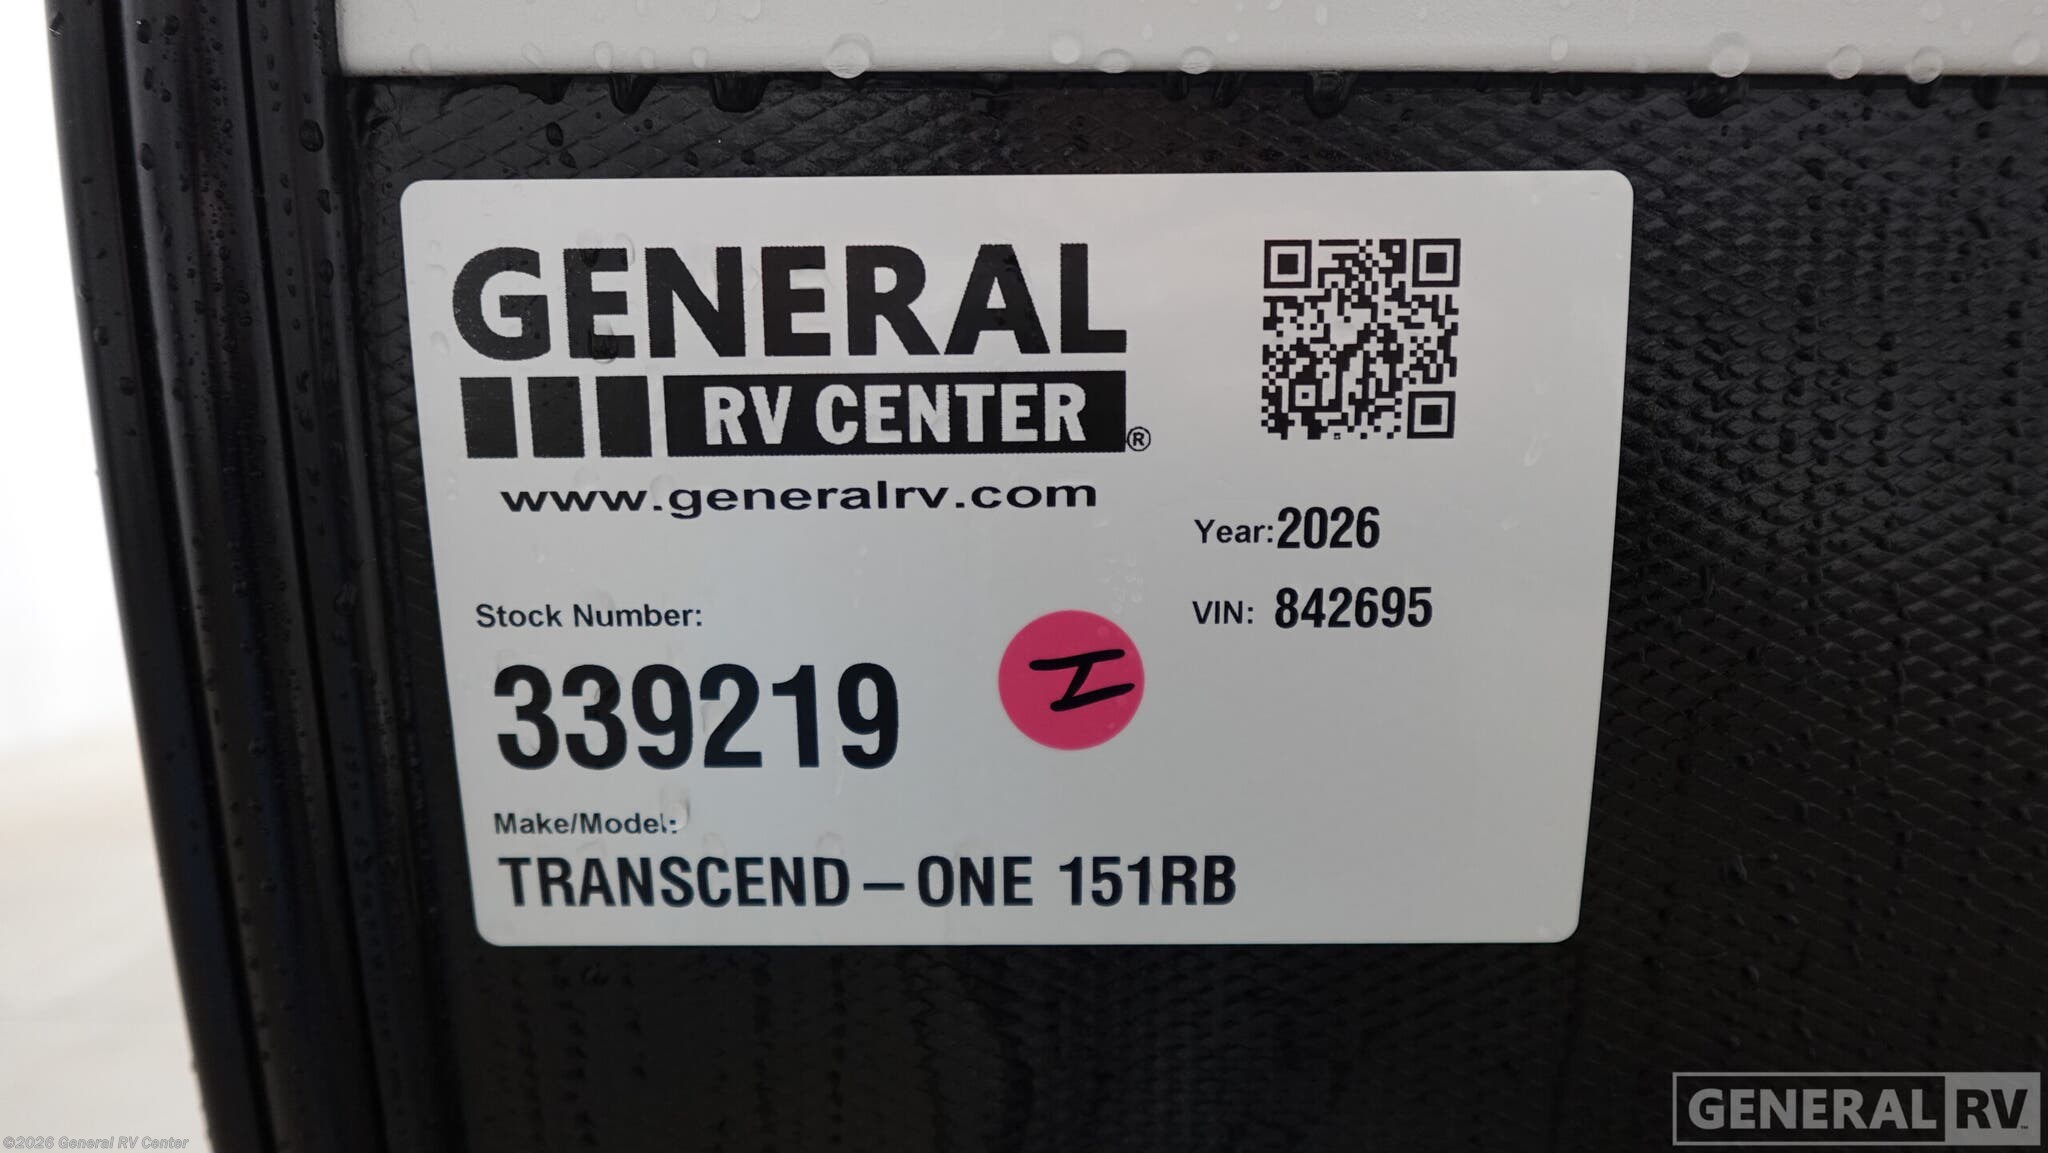 GENERAL
RV CENTER®
www.generalrv.com
Year: 2026
VIN: 842695
Stock Number:
339219
I
Make/Model:
TRANSCEND-ONE 151RB
GENERAL RV™
©2026 General RV Center